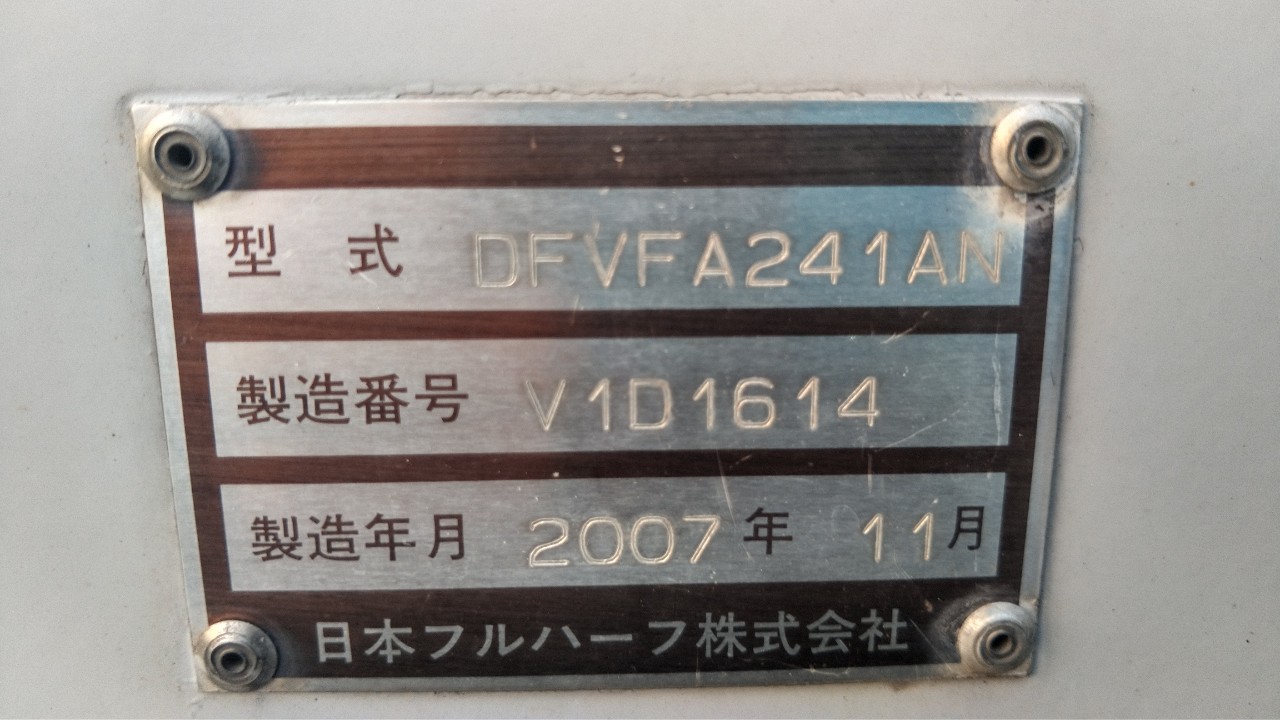 型式 DFVFA241AN
製造番号 V1D1614
製造年月 2007年 11月
日本フルハーフ株式会社